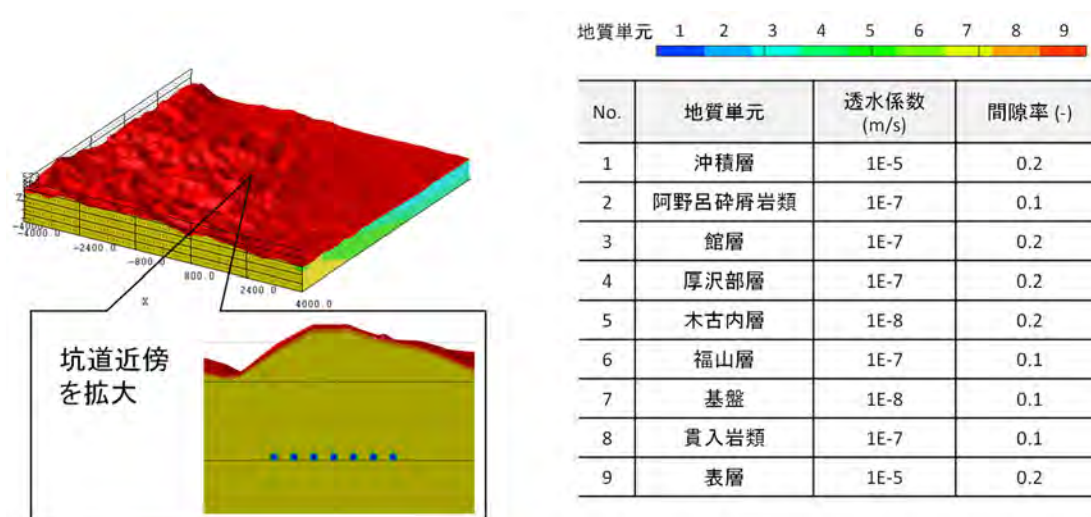 地質単元 1 2 3 4 5 6 7 8 9
No. 地質単元 透水係数 (m/s) 間隙率 (-)
1 沖積層 1E-5 0.2
2 阿野呂砕屑岩類 1E-7 0.1
3 館層 1E-7 0.2
4 厚沢部層 1E-7 0.2
5 木古内層 1E-8 0.2
6 福山層 1E-7 0.1
7 基盤 1E-8 0.1
8 貫入岩類 1E-7 0.1
9 表層 1E-5 0.2
-4000.0
-2400.0
-800.0
800.0
2400.0
4000.0
X
坑道近傍
を拡大